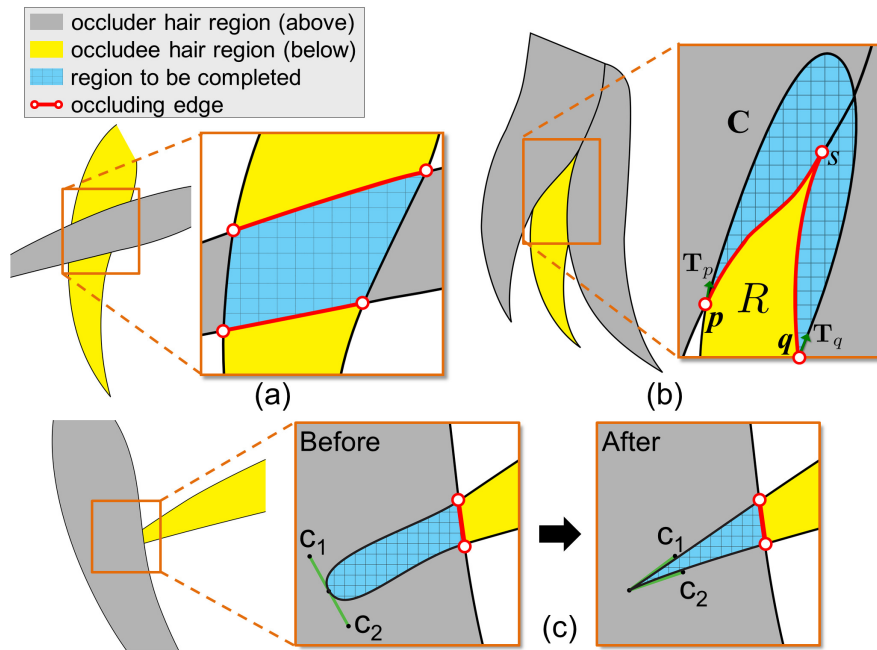 occluder hair region (above)
occludee hair region (below)
region to be completed
occluding edge
(a)
C
s
T_p
p
R
q
T_q
(b)
Before
c_1
c_2
After
c_1
c_2
(c)